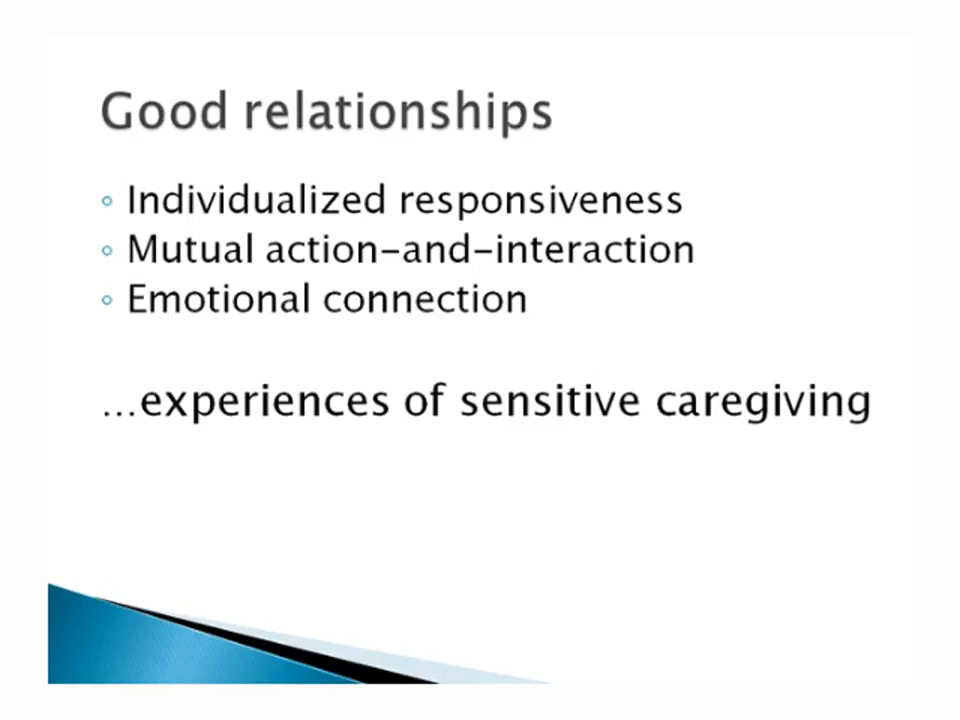 Good relationships
◦ Individualized responsiveness
◦ Mutual action-and-interaction
◦ Emotional connection
...experiences of sensitive caregiving